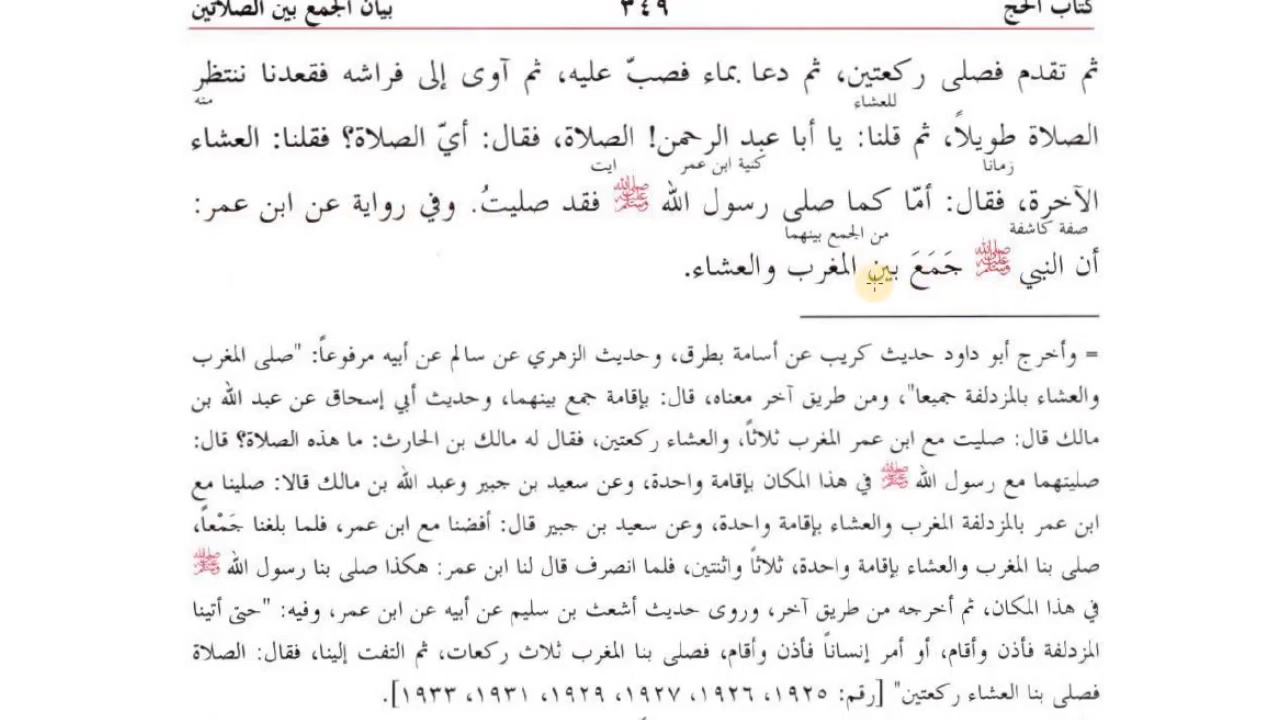 كتاب الحج ٣٤٩ بيان الجمع بين الصلاتين
ثم تقدم فصلى ركعتين، ثم دعا بماء فصبّ عليه، ثم آوى إلى فراشه فقعدنا ننتظر
للعشاء منه
الصلاة طويلاً، ثم قلنا: يا أبا عبد الرحمن! الصلاة، فقال: أيّ الصلاة؟ فقلنا: العشاء
زمانا كنية ابن عمر ايت
الآخرة، فقال: أمّا كما صلى رسول الله ﷺ فقد صليتُ. وفي رواية عن ابن عمر:
صفة كاشفة من الجمع بينهما
أن النبي ﷺ جَمَعَ بين المغرب والعشاء.
= وأخرج أبو داود حديث كريب عن أسامة بطرق، وحديث الزهري عن سالم عن أبيه مرفوعاً: "صلى المغرب
والعشاء بالمزدلفة جميعا"، ومن طريق آخر معناه، قال: بإقامة جمع بينهما، وحديث أبي إسحاق عن عبد الله بن
مالك قال: صليت مع ابن عمر المغرب ثلاثاً، والعشاء ركعتين، فقال له مالك بن الحارث: ما هذه الصلاة؟ قال:
صليتهما مع رسول الله ﷺ في هذا المكان بإقامة واحدة، وعن سعيد بن جبير وعبد الله بن مالك قالا: صلينا مع
ابن عمر بالمزدلفة المغرب والعشاء بإقامة واحدة، وعن سعيد بن جبير قال: أفضنا مع ابن عمر، فلما بلغنا جَمْعاً،
صلى بنا المغرب والعشاء بإقامة واحدة، ثلاثاً واثنتين، فلما انصرف قال لنا ابن عمر: هكذا صلى بنا رسول الله ﷺ
في هذا المكان، ثم أخرجه من طريق آخر، وروى حديث أشعث بن سليم عن أبيه عن ابن عمر، وفيه: "حتى أتينا
المزدلفة فأذن وأقام، أو أمر إنساناً فأذن وأقام، فصلى بنا المغرب ثلاث ركعات، ثم التفت إلينا، فقال: الصلاة
فصلى بنا العشاء ركعتين" [رقم: ١٩٢٥، ١٩٢٦، ١٩٢٧، ١٩٢٩، ١٩٣١، ١٩٣٣].